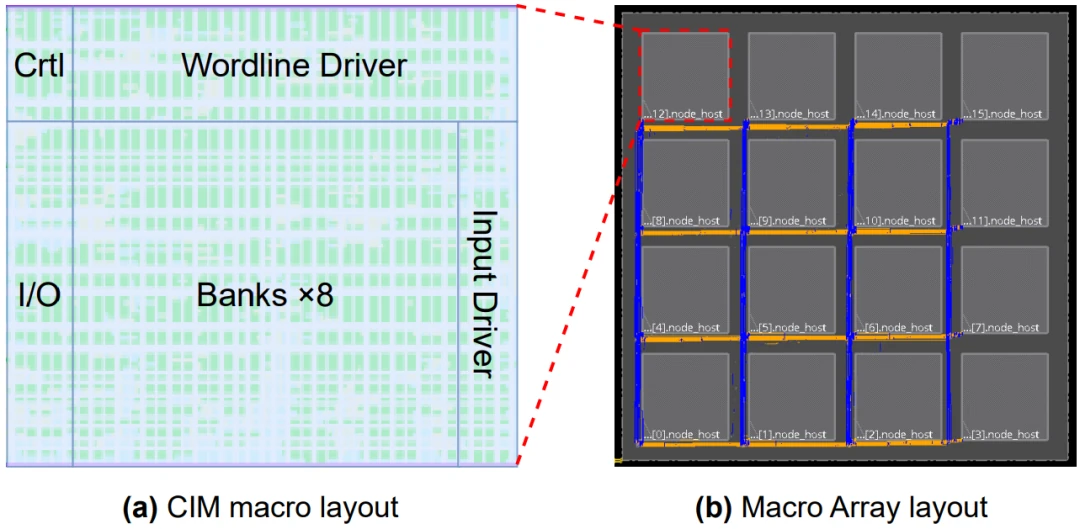 Crtl
Wordline Driver
I/O
Banks ×8
Input Driver
...12].node_host
...13].node_host
...14].node_host
...15].node_host
...[8].node_host
...[9].node_host
...10].node_host
...11].node_host
...[4].node_host
...[5].node_host
...[6].node_host
...[7].node_host
...[0].node_host
...[1].node_host
...[2].node_host
...[3].node_host
(a) CIM macro layout
(b) Macro Array layout